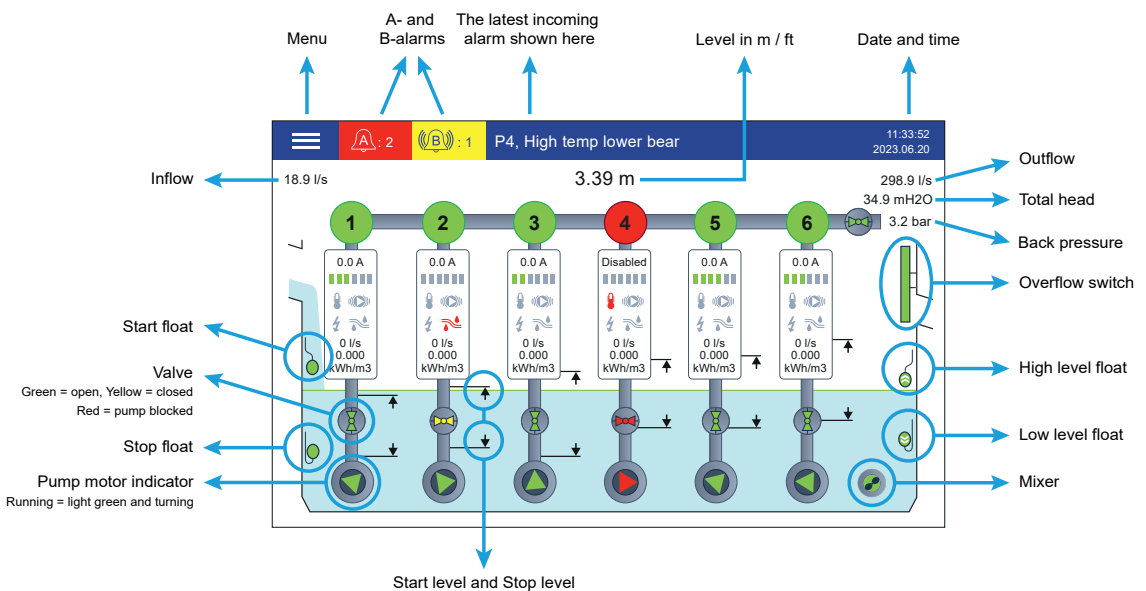 A- and
B-alarms
The latest incoming
alarm shown here
Menu
Level in m / ft
Date and time
A : 2
B : 1
P4, High temp lower bear
11:33:52
2023.06.20
Inflow
18.9 l/s
3.39 m
298.9 l/s
Outflow
34.9 mH2O
Total head
3.2 bar
Back pressure
1
2
3
4
5
6
0.0 A
0.0 A
0.0 A
Disabled
0.0 A
0.0 A
Overflow switch
0 l/s
0.000
kWh/m3
0 l/s
0.000
kWh/m3
0 l/s
0.000
kWh/m3
0 l/s
0.000
kWh/m3
0 l/s
0.000
kWh/m3
0 l/s
0.000
kWh/m3
Start float
Valve
Green = open, Yellow = closed
Red = pump blocked
Stop float
Pump motor indicator
Running = light green and turning
High level float
Low level float
Mixer
Start level and Stop level